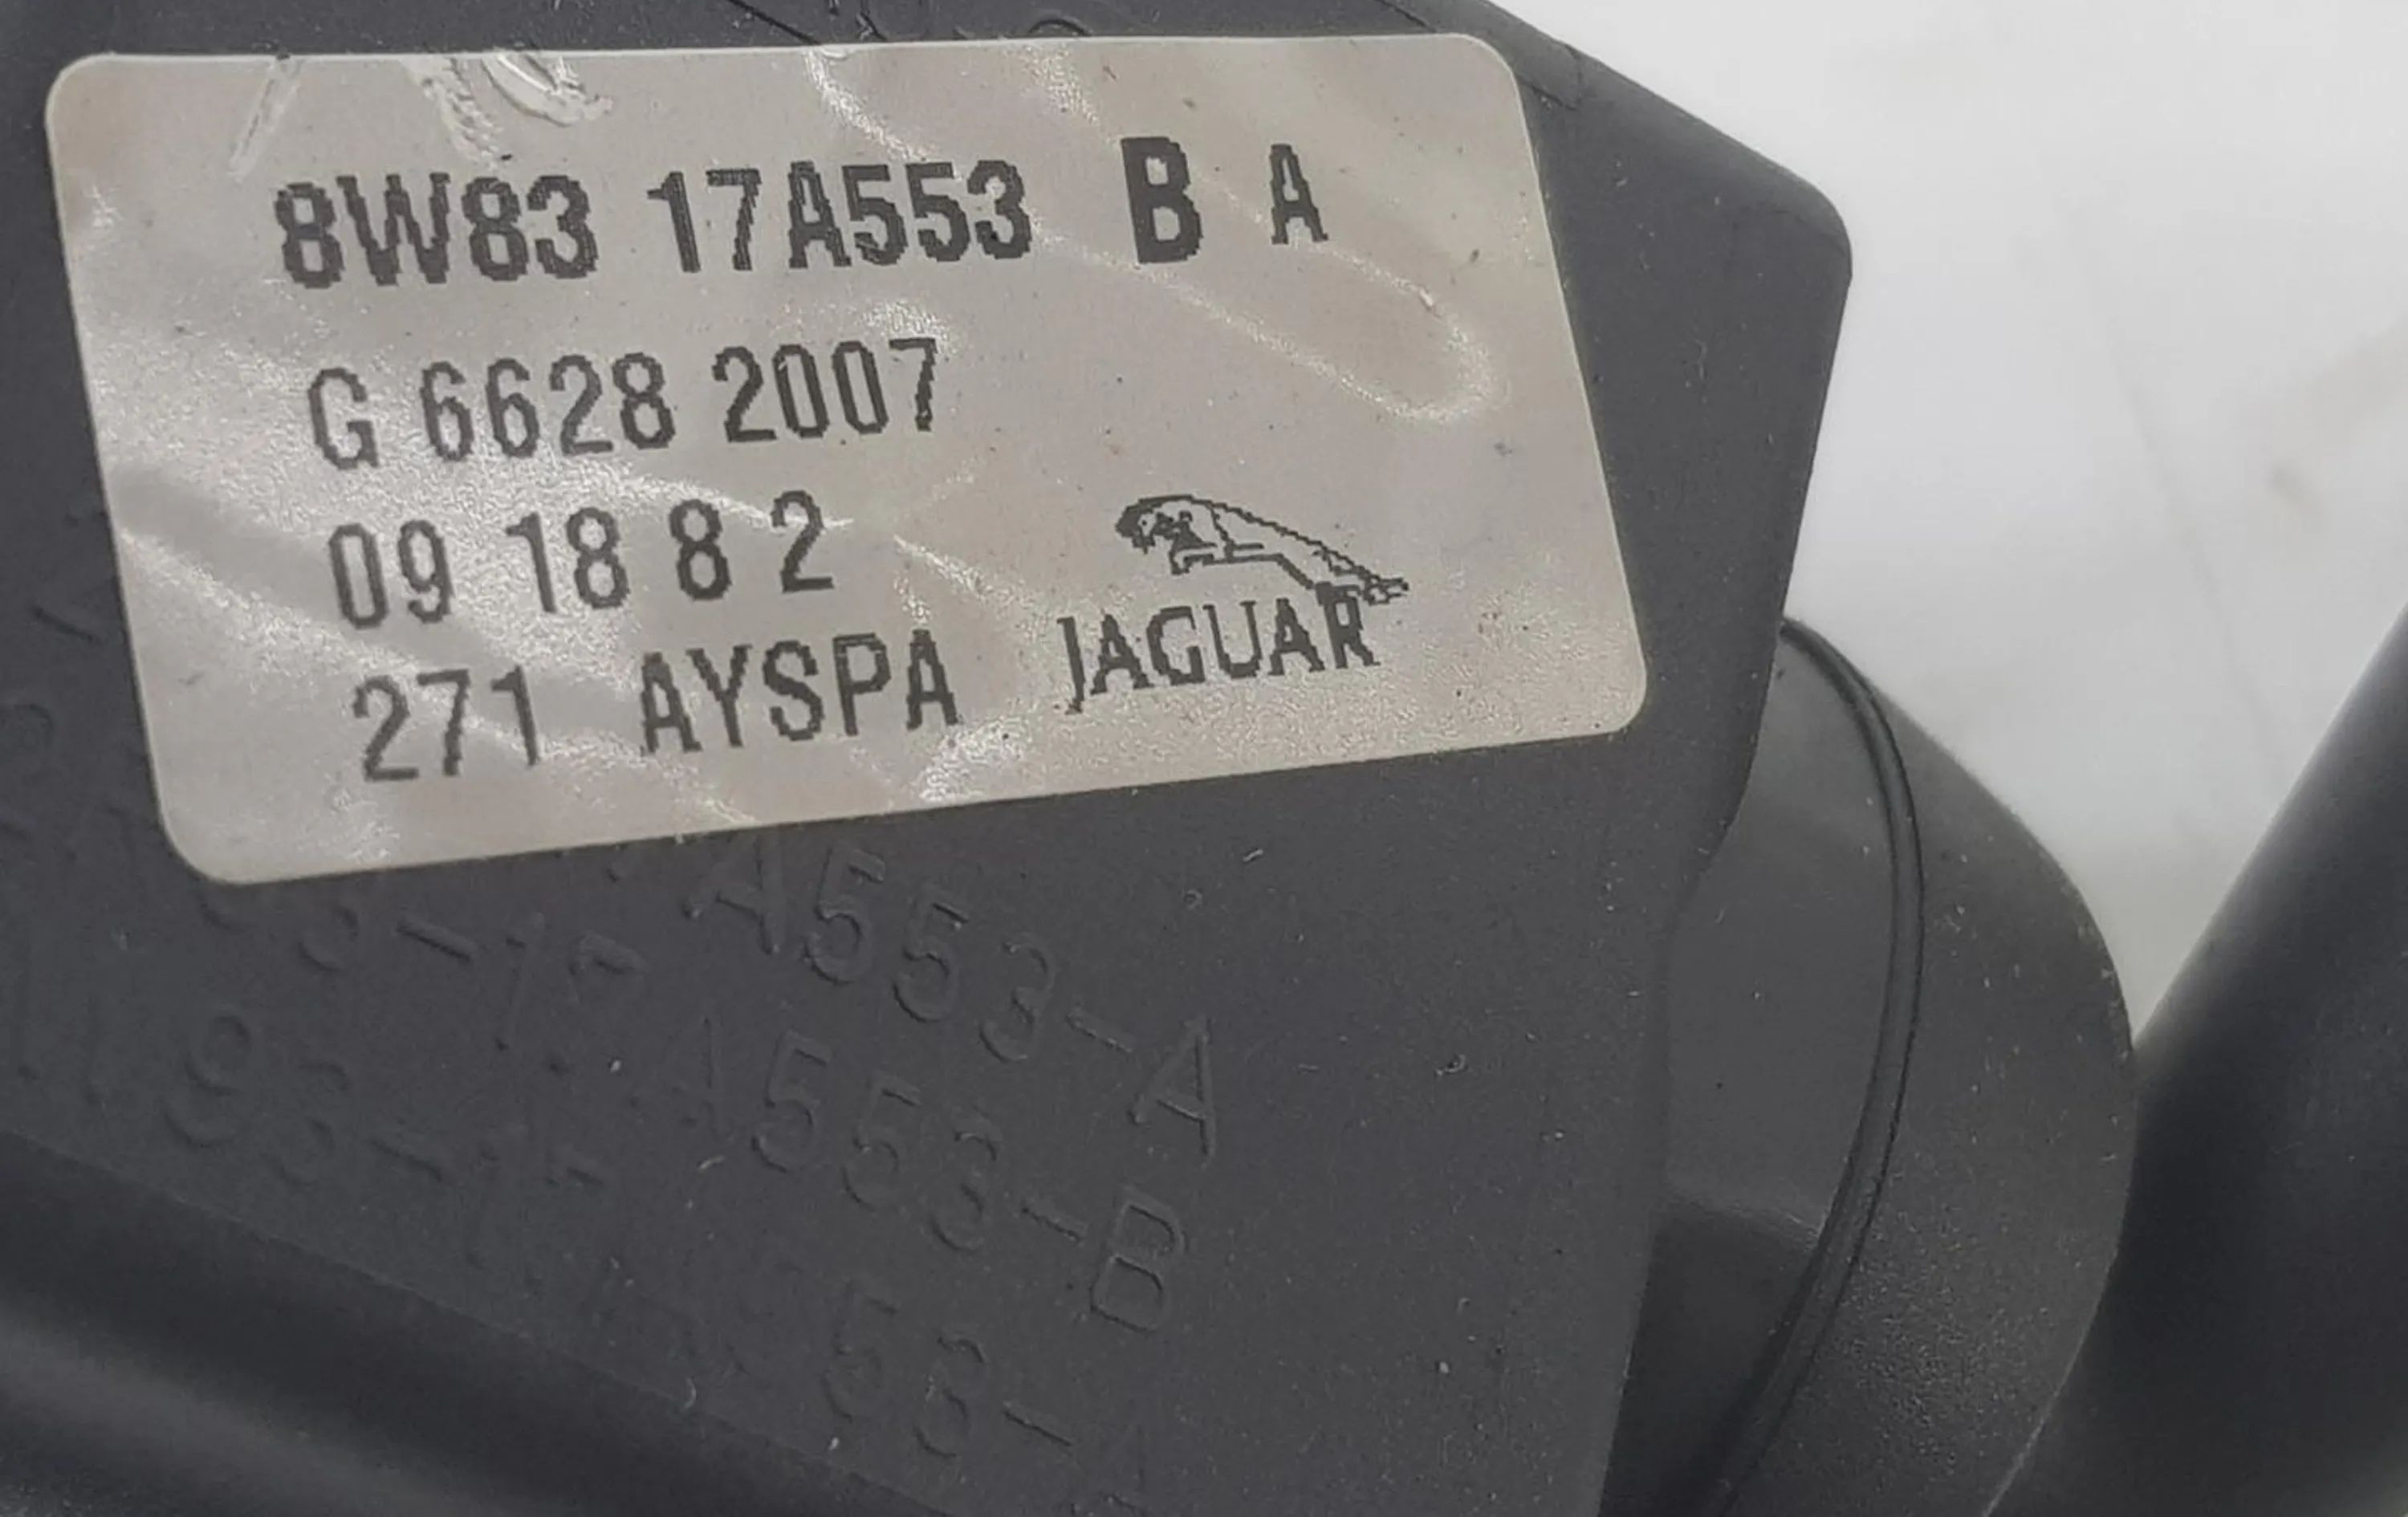 8W83 17A553 B A
G 6628 2007
09 18 8 2
271 AYSPA JAGUAR
A553-A
A553-B